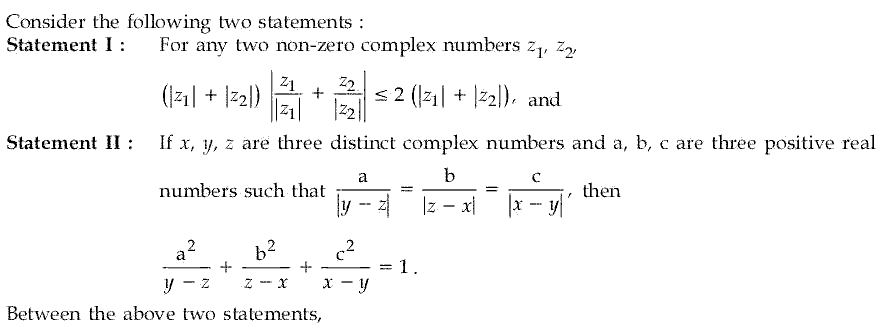 Consider the following two statements :
Statement I : For any two non-zero complex numbers z₁, z₂,
(|z₁| + |z₂|) |z₁/|z₁| + z₂/|z₂|| ≤ 2 (|z₁| + |z₂|), and
Statement II : If x, y, z are three distinct complex numbers and a, b, c are three positive real
numbers such that a/|y − z| = b/|z − x| = c/|x − y|, then
a²/(y − z) + b²/(z − x) + c²/(x − y) = 1.
Between the above two statements,